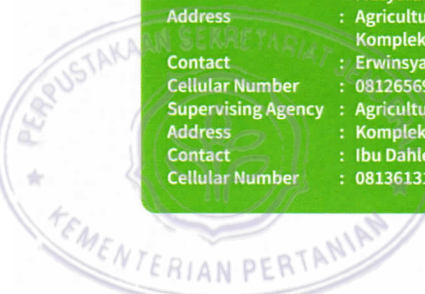 Address : Agricultu
Komplek
Contact : Erwinsya
Cellular Number : 0812656
Supervising Agency : Agricultu
Address : Komplek
Contact : Ibu Dahle
Cellular Number : 0813613
PERPUSTAKAAN SEKRETARIAT
KEMENTERIAN PERTANIAN